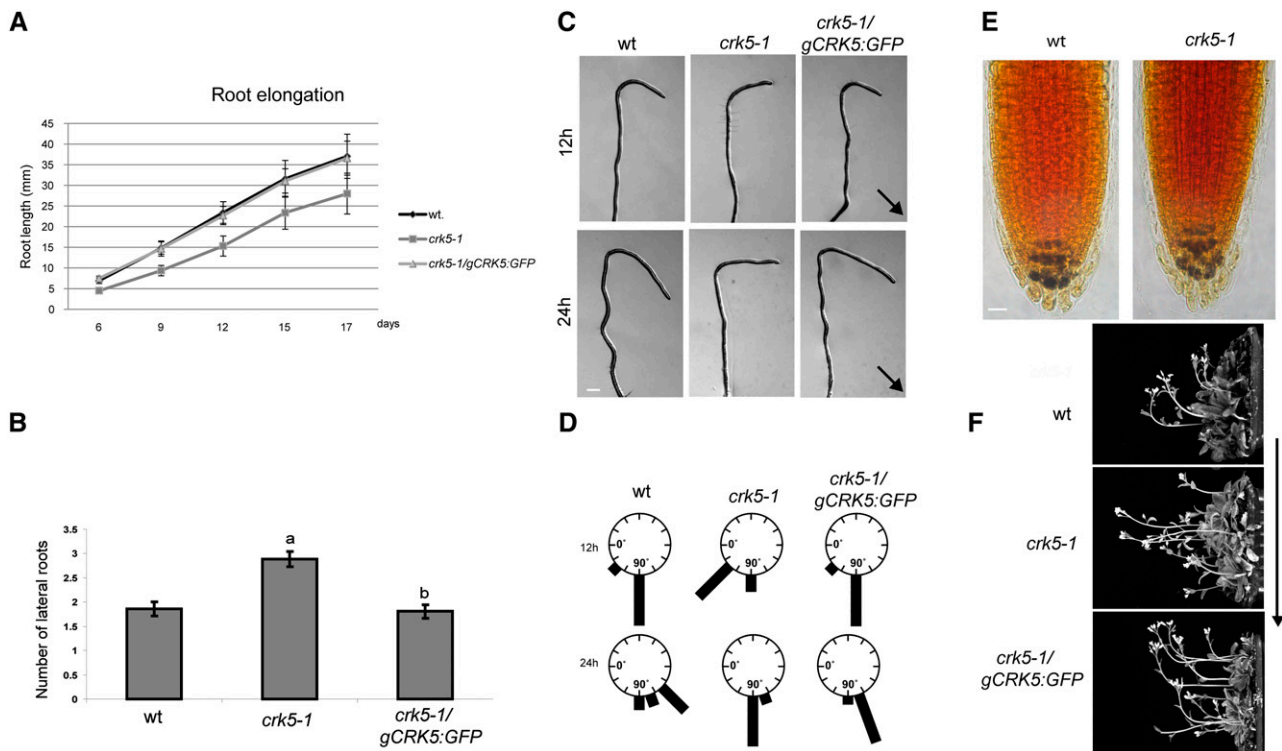 A
Root elongation
Root length (mm)
45
40
35
30
25
20
15
10
5
0
6
9
12
15
17
days
wt.
crk5-1
crk5-1/gCRK5:GFP
B
Number of lateral roots
3.5
3
2.5
2
1.5
1
0.5
0
a
b
wt
crk5-1
crk5-1/
gCRK5:GFP
C
wt
crk5-1
crk5-1/
gCRK5:GFP
12h
24h
D
wt
crk5-1
crk5-1/
gCRK5:GFP
12h
0°
90°
0°
90°
0°
90°
24h
0°
90°
0°
90°
0°
90°
E
wt
crk5-1
crk5-1
F
wt
crk5-1
crk5-1/
gCRK5:GFP